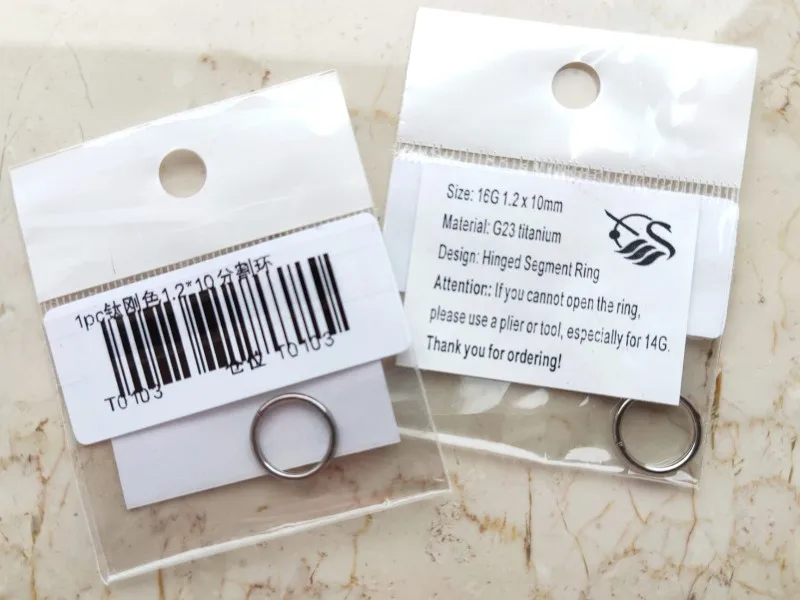 1pc钛刚色1.2*10分割环
仓位 T0103
T0103
Size: 16G 1.2 x 10mm
Material: G23 titanium
Design: Hinged Segment Ring
Attention: If you cannot open the ring,
please use a plier or tool, especially for 14G.
Thank you for ordering!